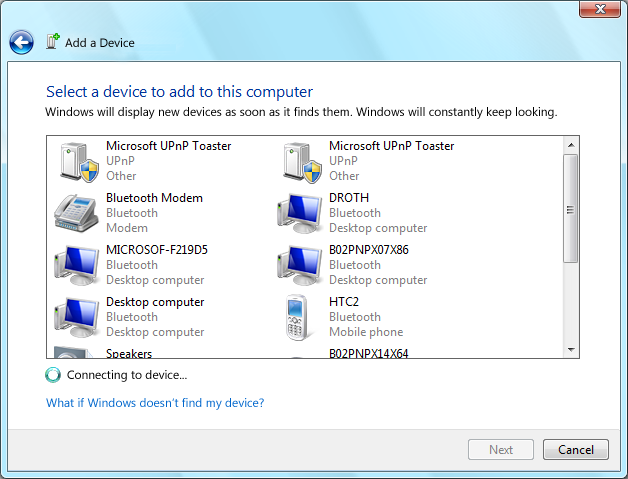 Add a Device
Select a device to add to this computer
Windows will display new devices as soon as it finds them. Windows will constantly keep looking.
Microsoft UPnP Toaster
UPnP
Other
Microsoft UPnP Toaster
UPnP
Other
Bluetooth Modem
Bluetooth
Modem
DROTH
Bluetooth
Desktop computer
MICROSOF-F219D5
Bluetooth
Desktop computer
B02PNPX07X86
Bluetooth
Desktop computer
Desktop computer
Bluetooth
Desktop computer
HTC2
Bluetooth
Mobile phone
Speakers
B02PNPX14X64
Connecting to device...
What if Windows doesn't find my device?
Next
Cancel